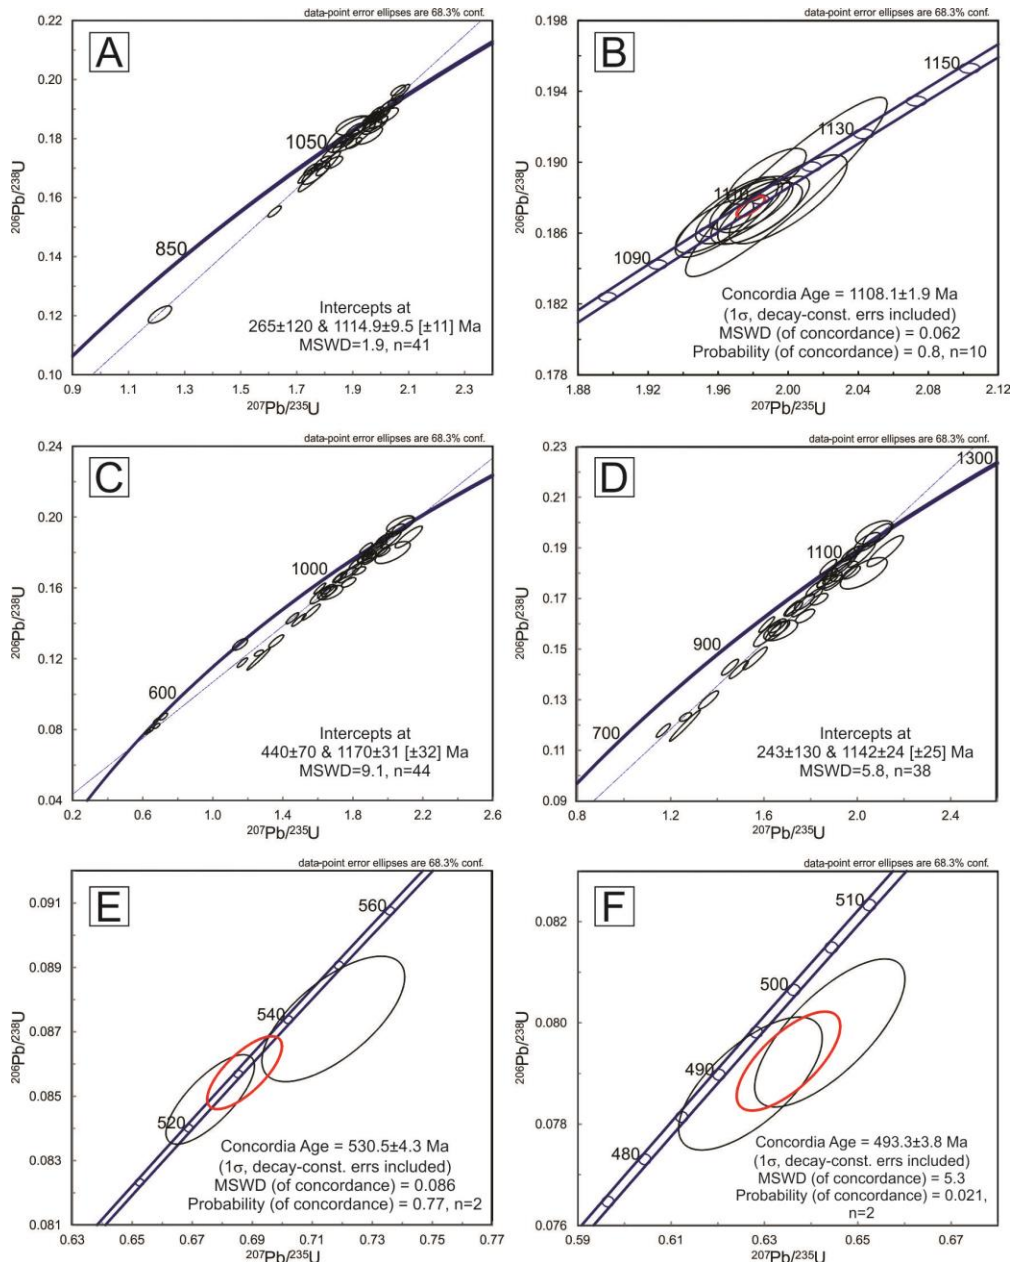 data-point error ellipses are 68.3% conf.
A
0.22
0.20
0.18
0.16
0.14
0.12
0.10
206Pb/238U
1050
850
Intercepts at
265±120 & 1114.9±9.5 [±11] Ma
MSWD=1.9, n=41
0.9 1.1 1.3 1.5 1.7 1.9 2.1 2.3
207Pb/235U
data-point error ellipses are 68.3% conf.
B
0.198
0.194
0.190
0.186
0.182
0.178
206Pb/238U
1150
1130
1110
1090
Concordia Age = 1108.1±1.9 Ma
(1σ, decay-const. errs included)
MSWD (of concordance) = 0.062
Probability (of concordance) = 0.8, n=10
1.88 1.92 1.96 2.00 2.04 2.08 2.12
207Pb/235U
data-point error ellipses are 68.3% conf.
C
0.24
0.20
0.16
0.12
0.08
0.04
206Pb/238U
1000
600
Intercepts at
440±70 & 1170±31 [±32] Ma
MSWD=9.1, n=44
0.2 0.6 1.0 1.4 1.8 2.2 2.6
207Pb/235U
data-point error ellipses are 68.3% conf.
D
0.23
0.21
0.19
0.17
0.15
0.13
0.11
0.09
206Pb/238U
1300
1100
900
700
Intercepts at
243±130 & 1142±24 [±25] Ma
MSWD=5.8, n=38
0.8 1.2 1.6 2.0 2.4
207Pb/235U
data-point error ellipses are 68.3% conf.
E
0.091
0.089
0.087
0.085
0.083
0.081
206Pb/238U
560
540
520
Concordia Age = 530.5±4.3 Ma
(1σ, decay-const. errs included)
MSWD (of concordance) = 0.086
Probability (of concordance) = 0.77, n=2
0.63 0.65 0.67 0.69 0.71 0.73 0.75 0.77
207Pb/235U
data-point error ellipses are 68.3% conf.
F
0.082
0.080
0.078
0.076
206Pb/238U
510
500
490
480
Concordia Age = 493.3±3.8 Ma
(1σ, decay-const. errs included)
MSWD (of concordance) = 5.3
Probability (of concordance) = 0.021,
n=2
0.59 0.61 0.63 0.65 0.67
207Pb/235U